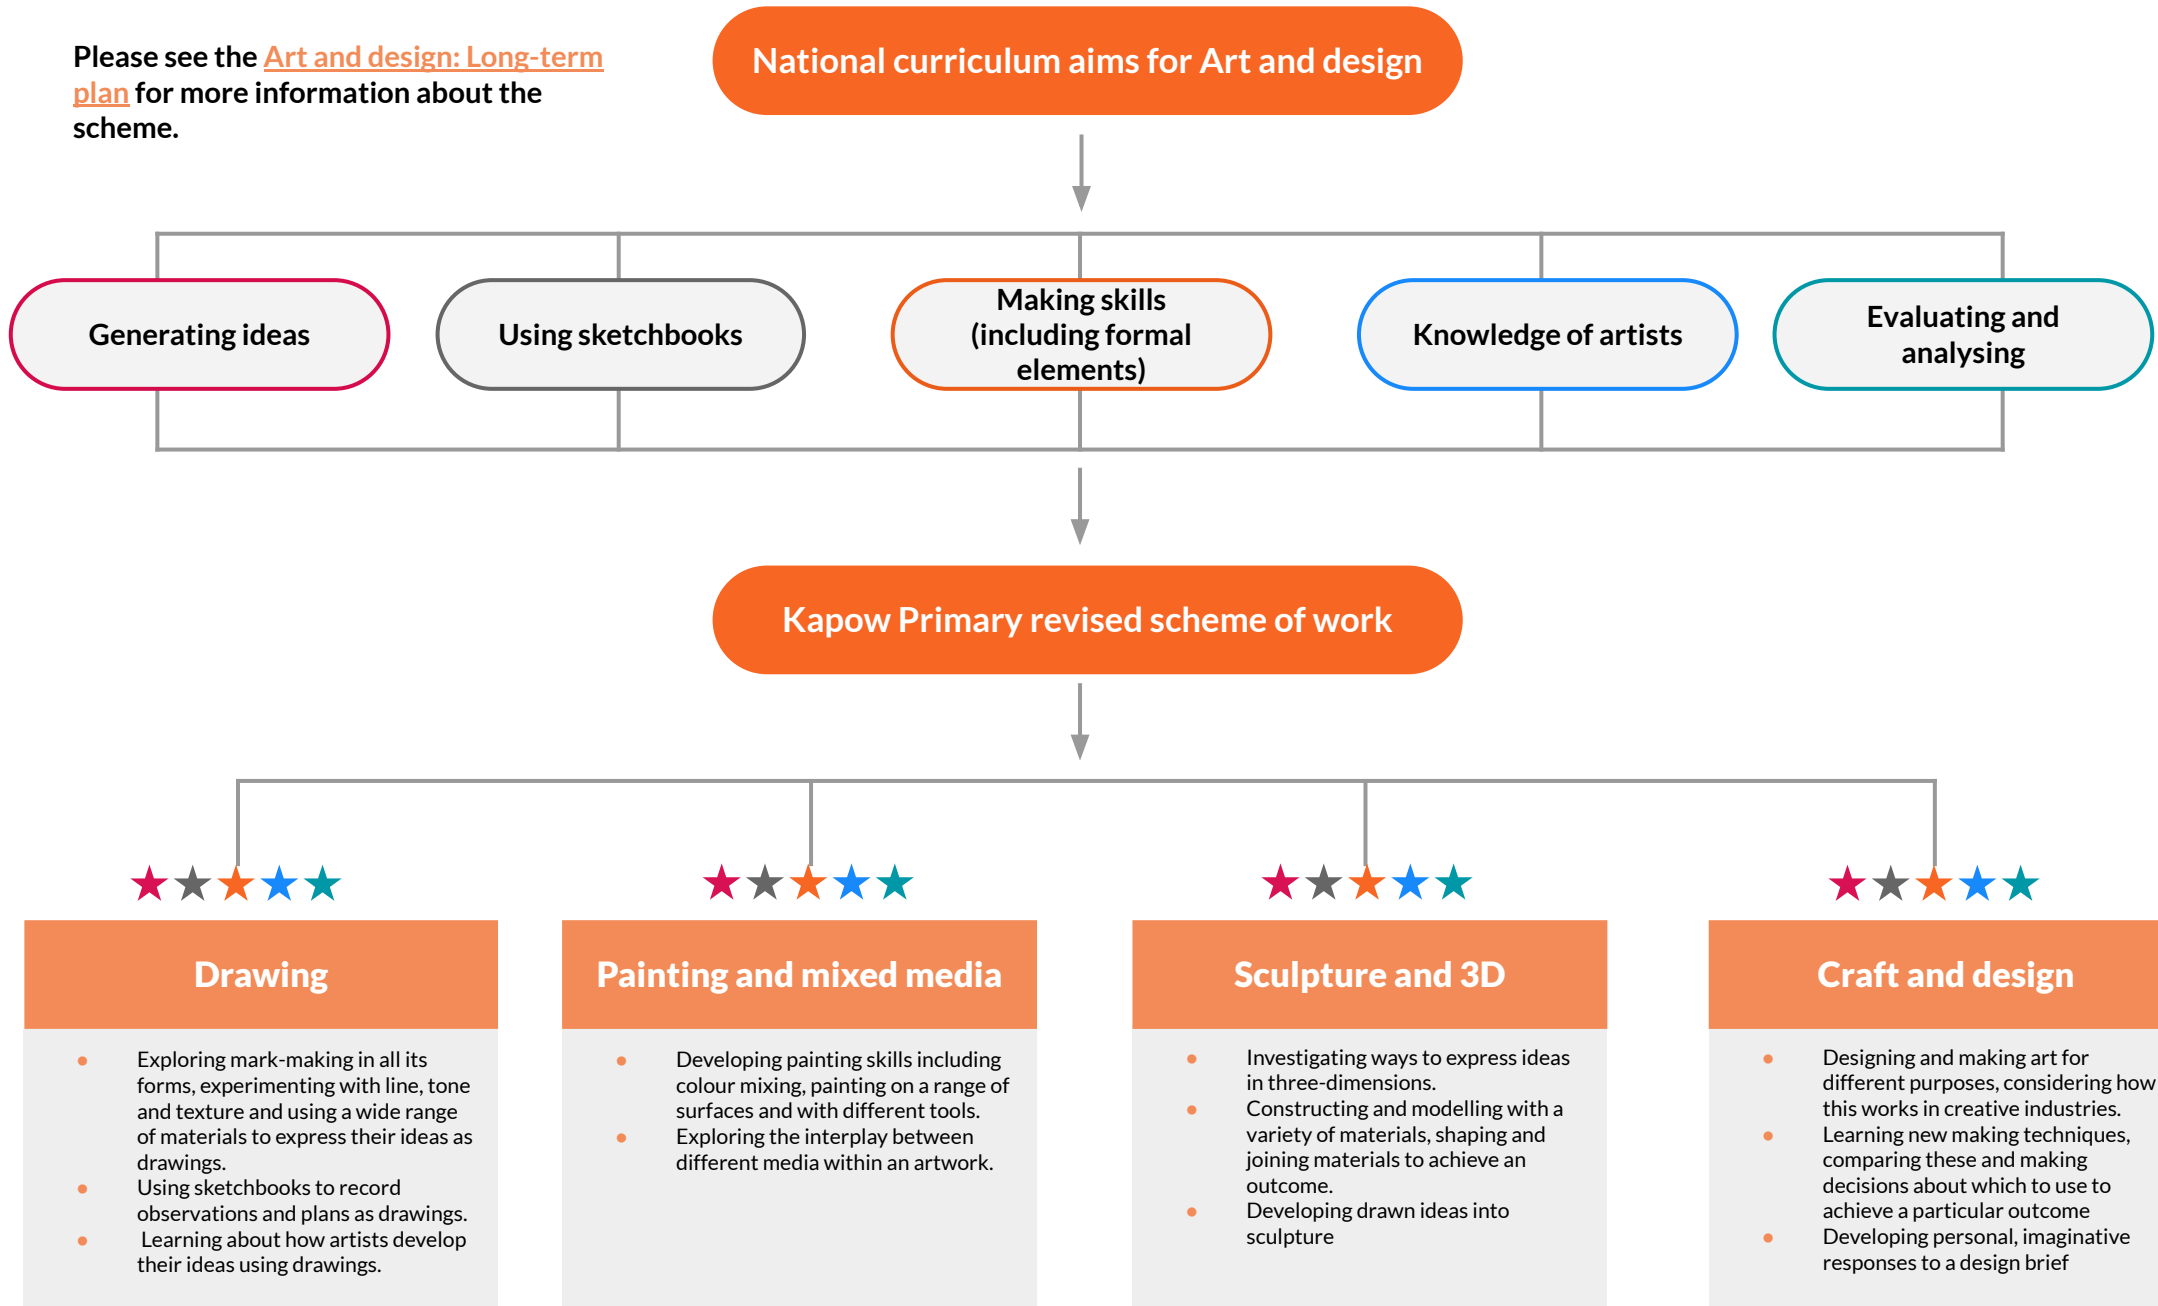 Please see the Art and design: Long-term
plan for more information about the
scheme.
National curriculum aims for Art and design
Generating ideas
Using sketchbooks
Making skills
(including formal
elements)
Knowledge of artists
Evaluating and
analysing
Kapow Primary revised scheme of work
Drawing
● Exploring mark-making in all its
forms, experimenting with line, tone
and texture and using a wide range
of materials to express their ideas as
drawings.
● Using sketchbooks to record
observations and plans as drawings.
● Learning about how artists develop
their ideas using drawings.
Painting and mixed media
● Developing painting skills including
colour mixing, painting on a range of
surfaces and with different tools.
● Exploring the interplay between
different media within an artwork.
Sculpture and 3D
● Investigating ways to express ideas
in three-dimensions.
● Constructing and modelling with a
variety of materials, shaping and
joining materials to achieve an
outcome.
● Developing drawn ideas into
sculpture
Craft and design
● Designing and making art for
different purposes, considering how
this works in creative industries.
● Learning new making techniques,
comparing these and making
decisions about which to use to
achieve a particular outcome
● Developing personal, imaginative
responses to a design brief